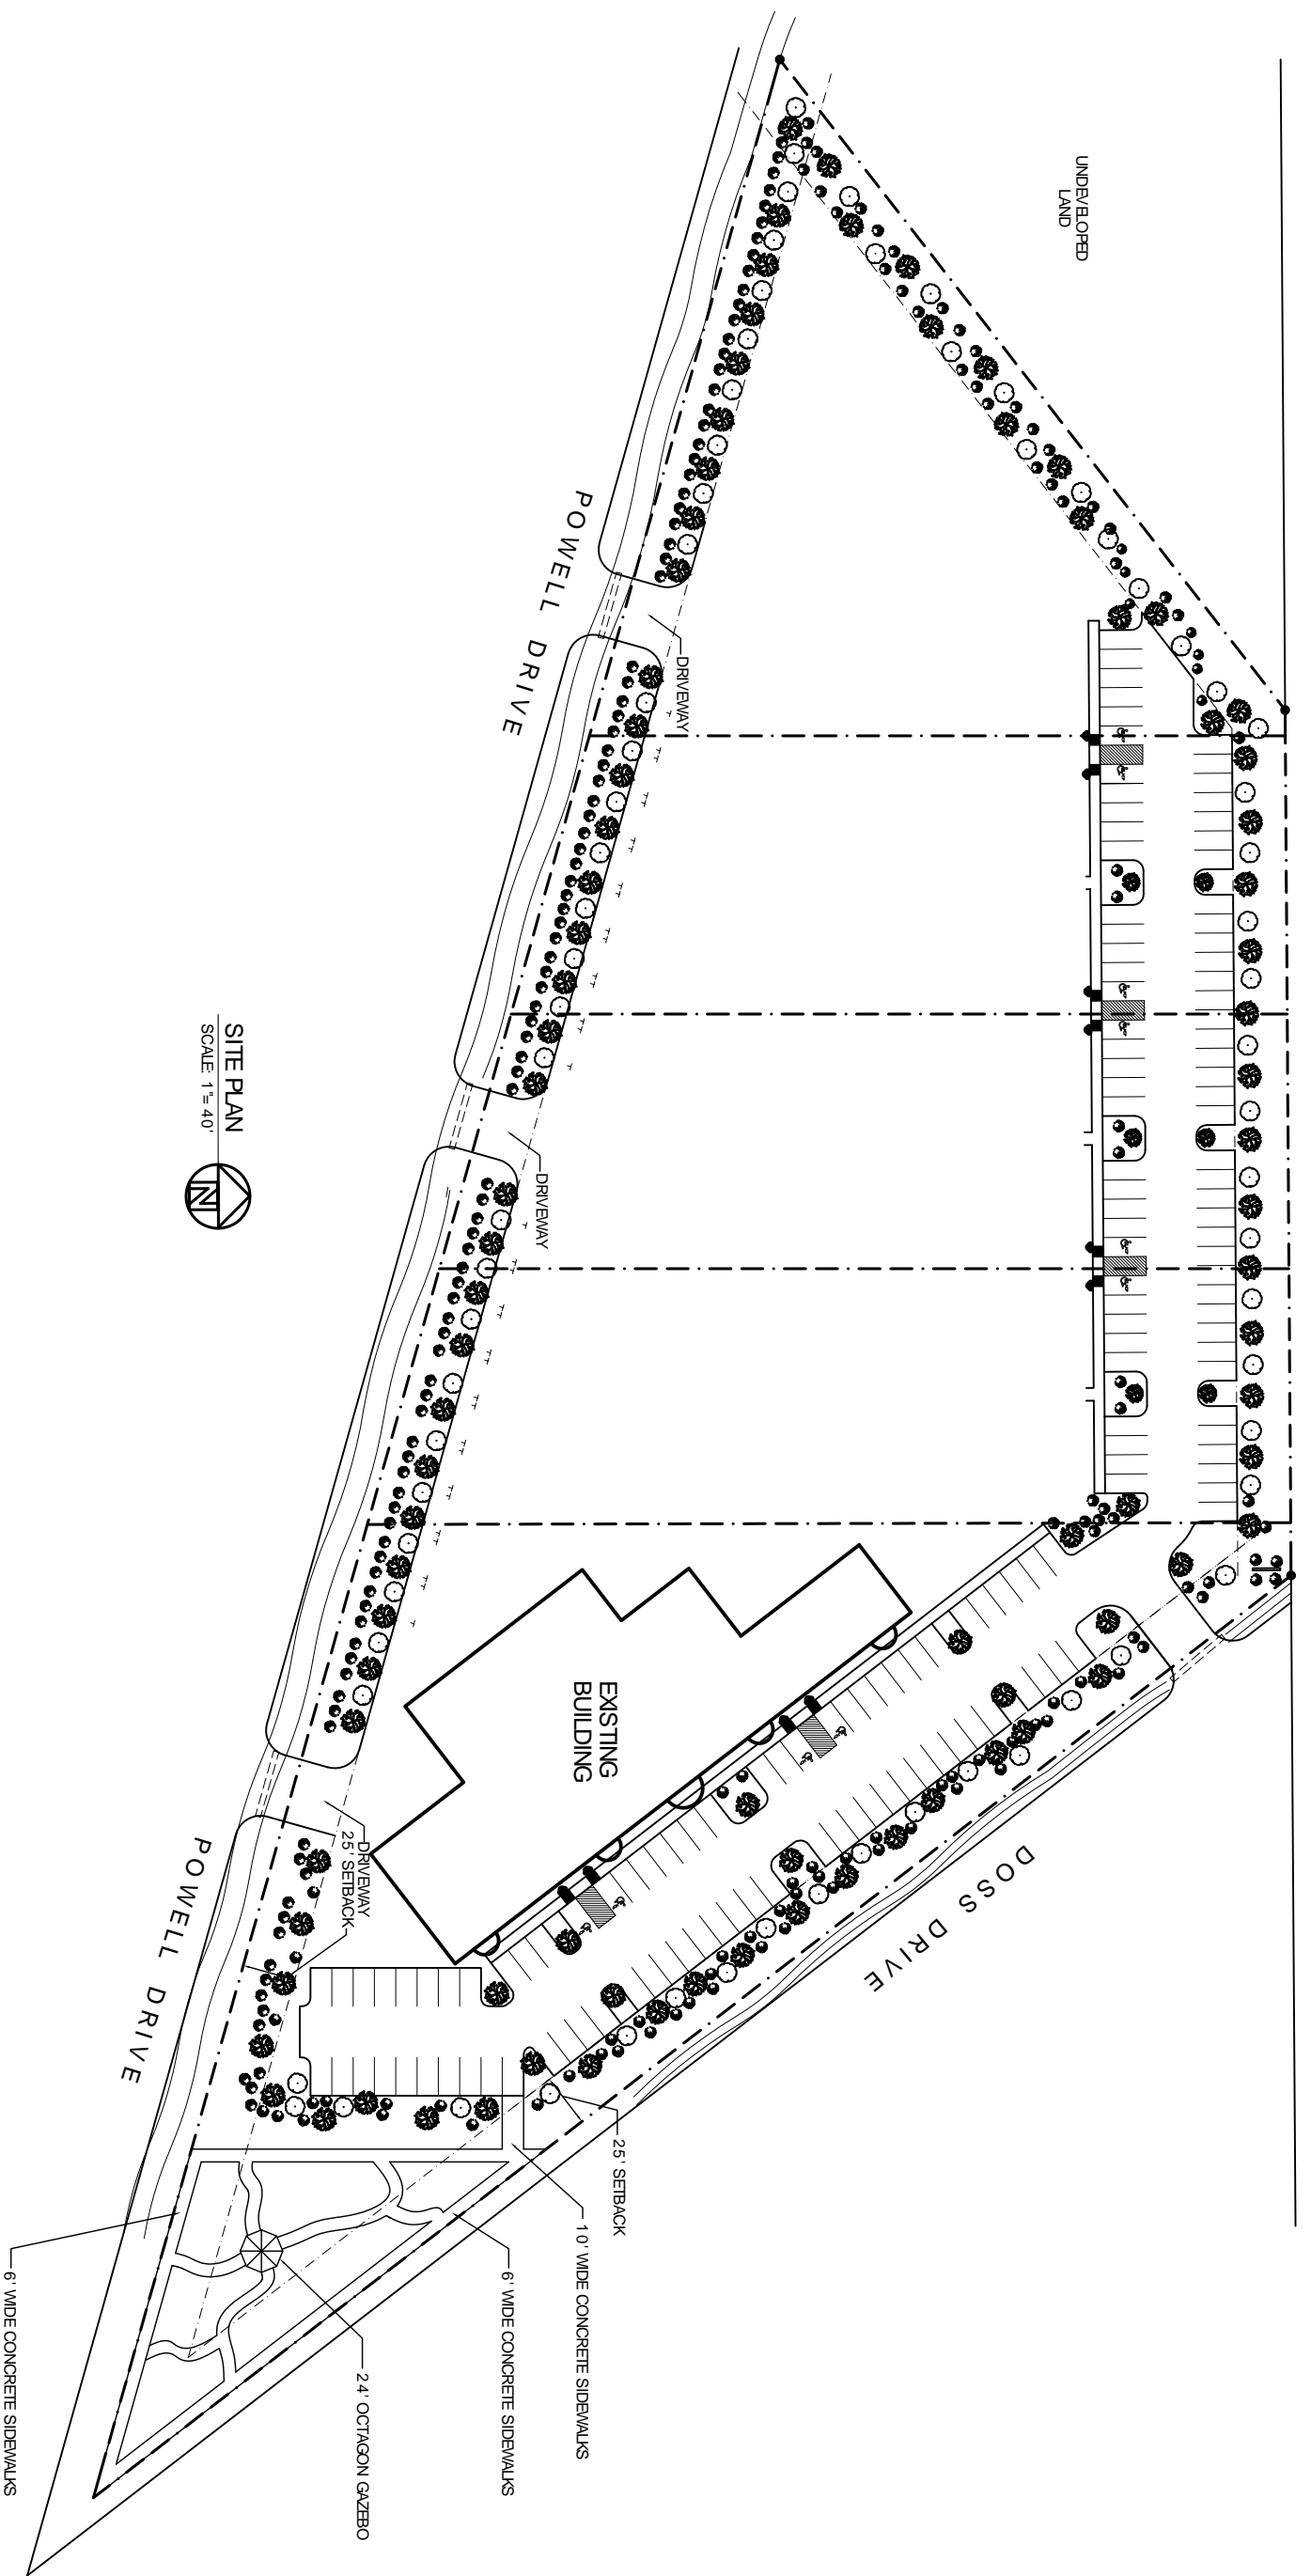 UNDEVELOPED
LAND
POWELL DRIVE
DRIVEWAY
SITE PLAN
SCALE: 1"= 40'
N
DRIVEWAY
EXISTING
BUILDING
DOSS DRIVE
DRIVEWAY
25' SETBACK
POWELL DRIVE
25' SETBACK
10' WIDE CONCRETE SIDEWALKS
6' WIDE CONCRETE SIDEWALKS
24' OCTAGON GAZEBO
6' WIDE CONCRETE SIDEWALKS